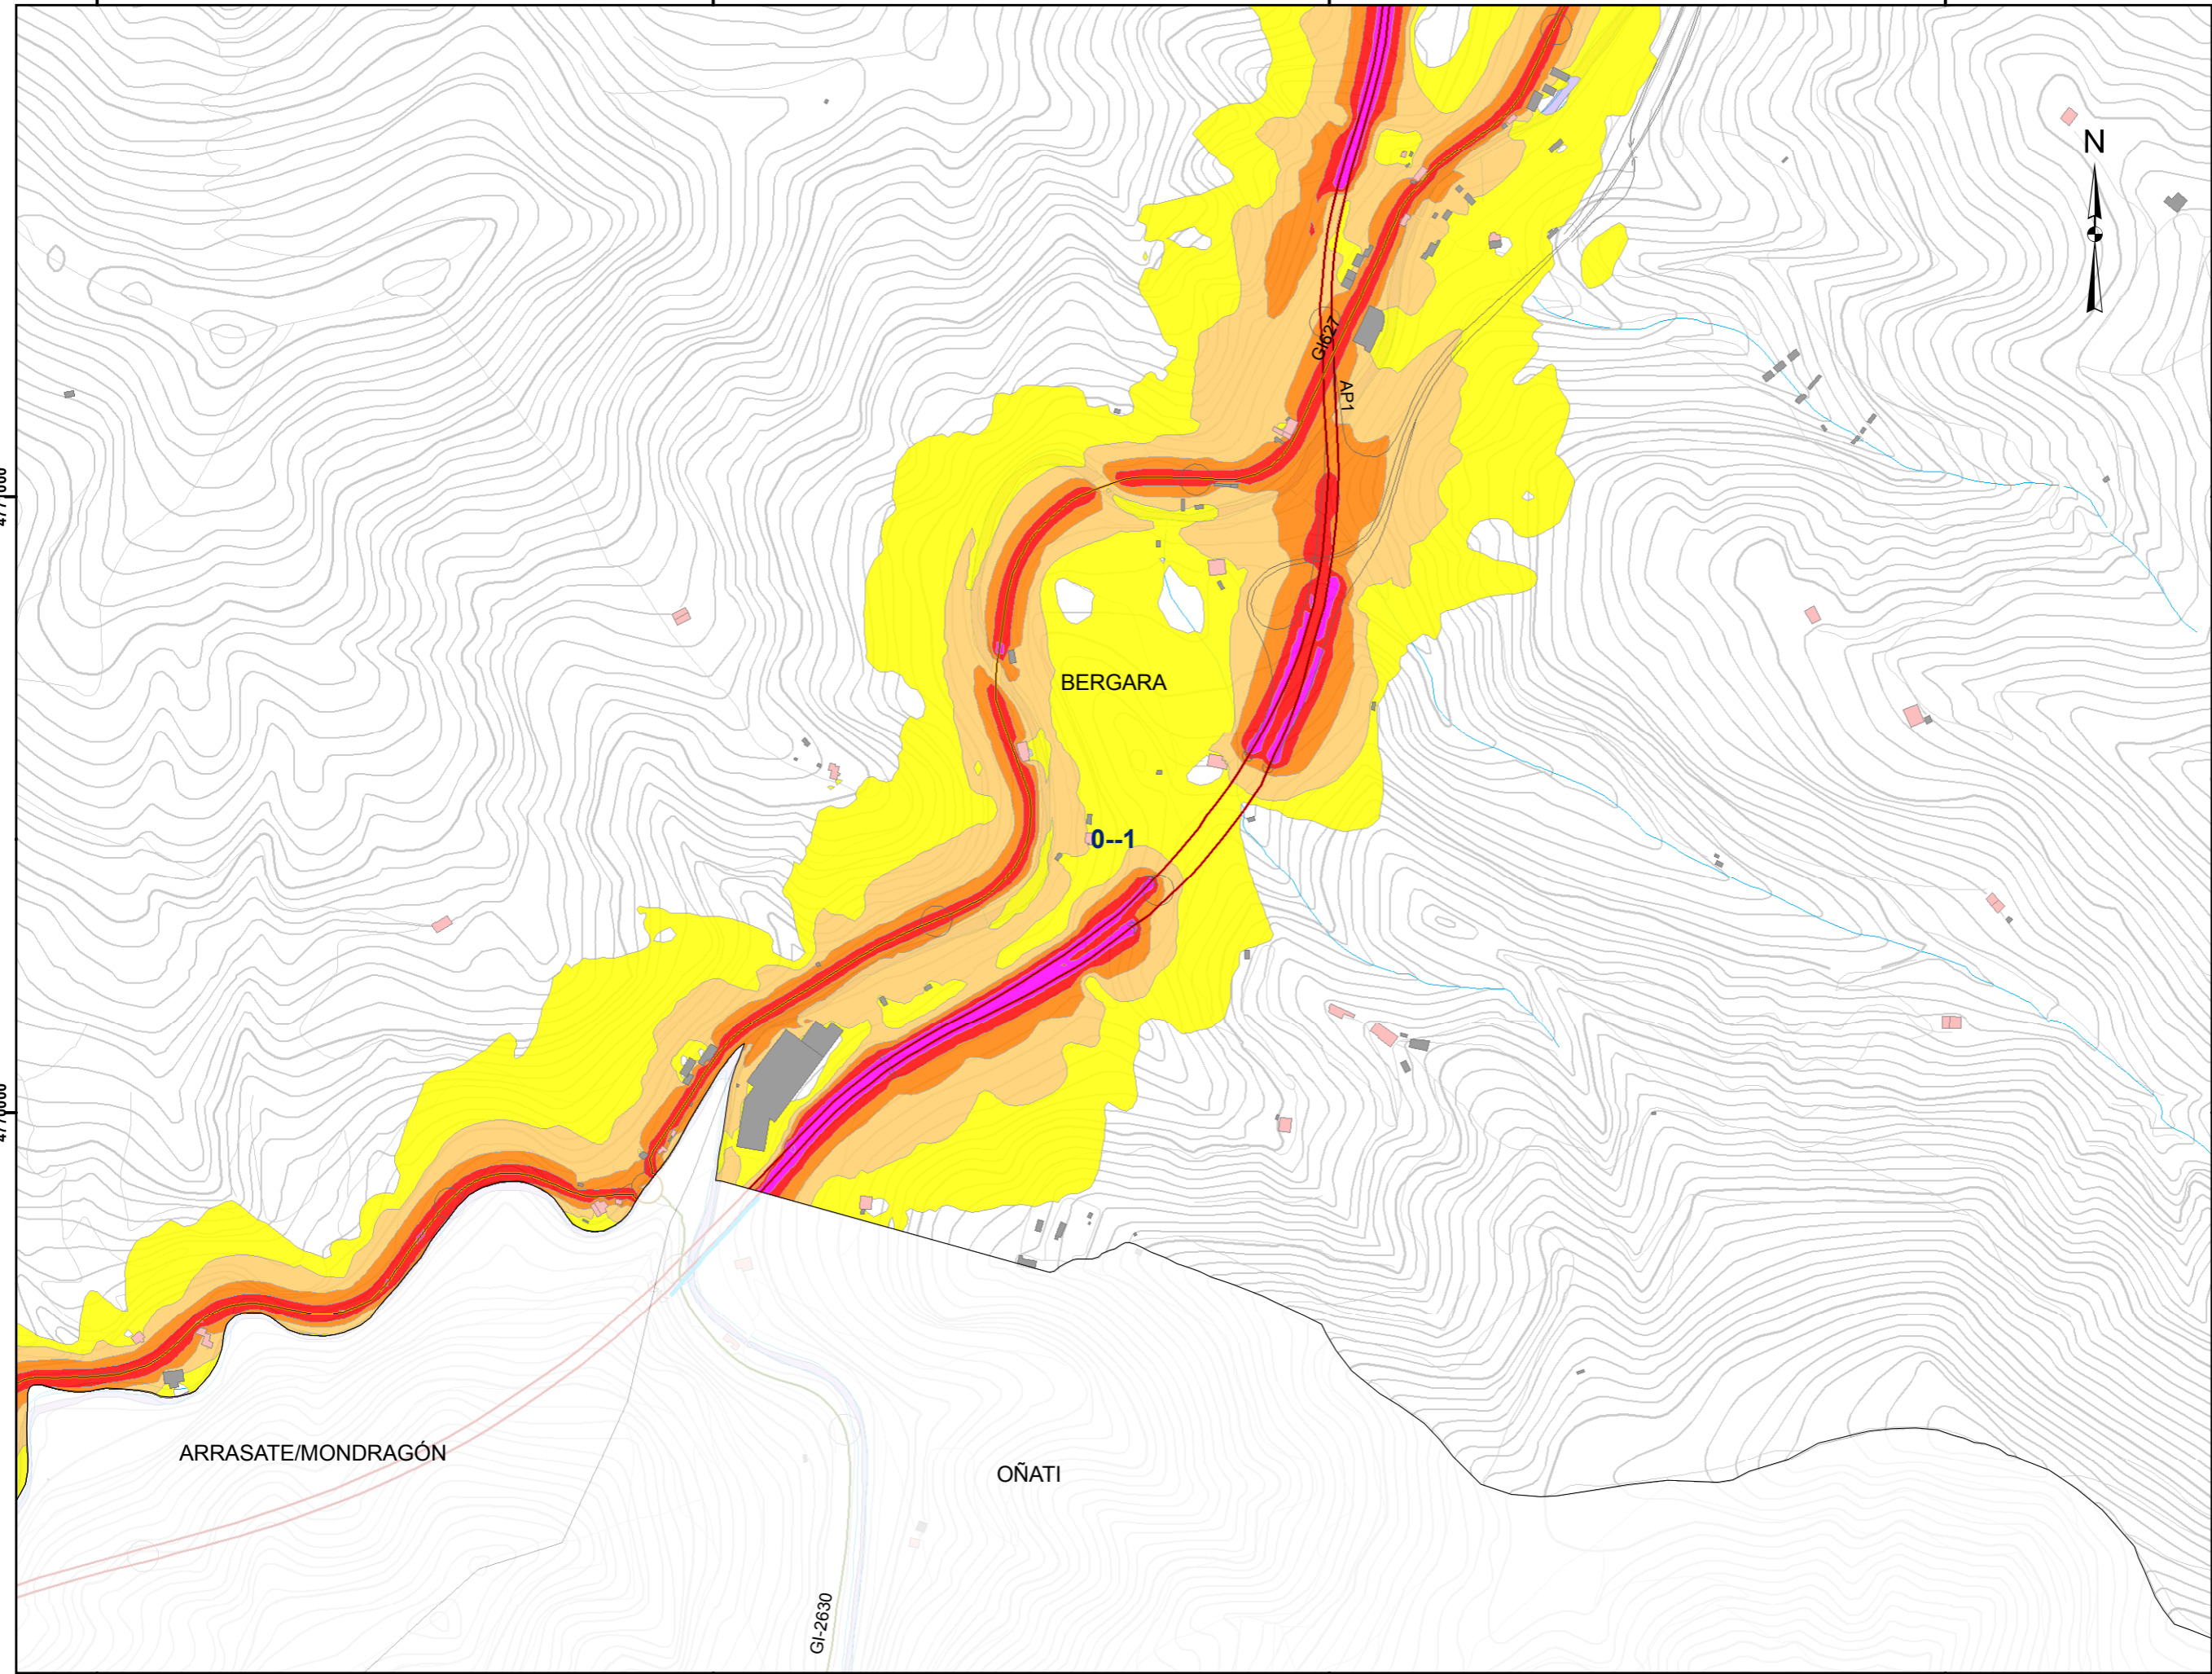 N
GI627
AP1
BERGARA
0--1
ARRASATE/MONDRAGÓN
OÑATI
GI-2630